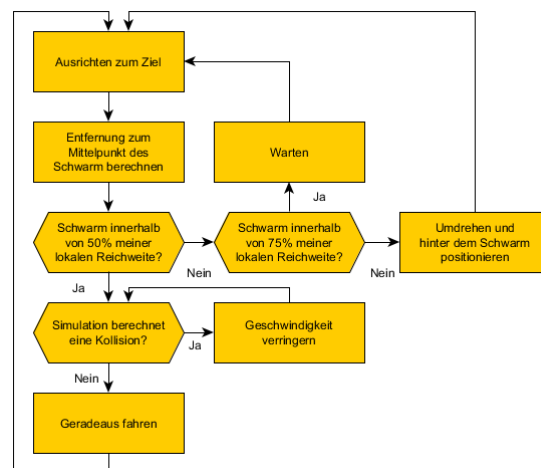 Ausrichten zum Ziel
Entfernung zum
Mittelpunkt des
Schwarm berechnen
Warten
Ja
Schwarm innerhalb
von 50% meiner
lokalen Reichweite?
Nein
Schwarm innerhalb
von 75% meiner
lokalen Reichweite?
Nein
Umdrehen und
hinter dem Schwarm
positionieren
Ja
Simulation berechnet
eine Kollision?
Ja
Geschwindigkeit
verringern
Nein
Geradeaus fahren